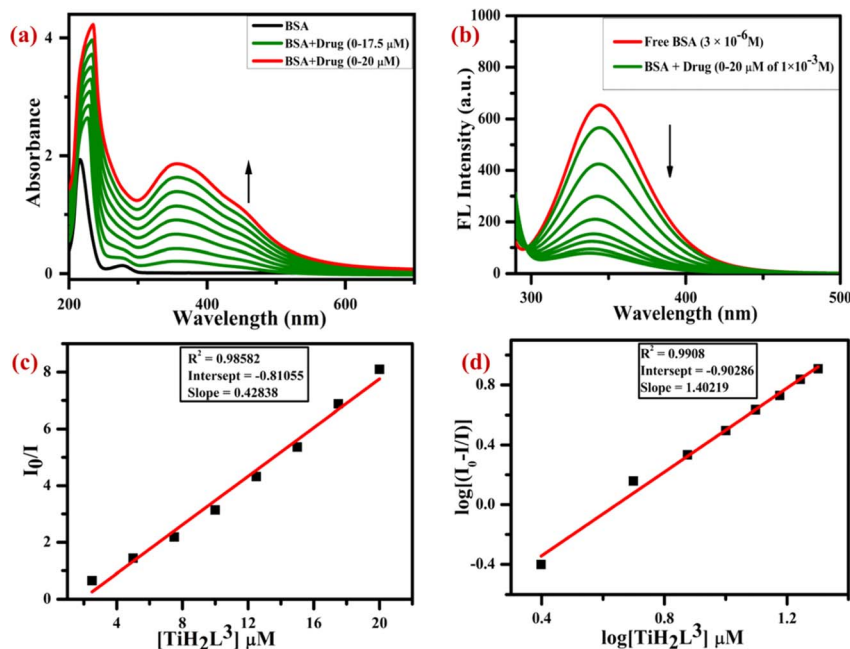 (a)
BSA
BSA+Drug (0-17.5 μM)
BSA+Drug (0-20 μM)
Absorbance
4
2
0
200
400
600
Wavelength (nm)
(b)
Free BSA (3 × 10⁻⁶M)
BSA + Drug (0-20 μM of 1×10⁻³M)
FL Intensity (a.u.)
1000
800
600
400
200
0
300
400
500
Wavelength (nm)
(c)
R² = 0.98582
Intersept = -0.81055
Slope = 0.42838
I₀/I
10
8
6
4
2
0
4
8
12
16
20
[TiH₂L³] μM
(d)
R² = 0.9908
Intersept = -0.90286
Slope = 1.40219
log[(I₀-I/I)]
0.8
0.4
0.0
-0.4
0.4
0.8
1.2
log[TiH₂L³] μM